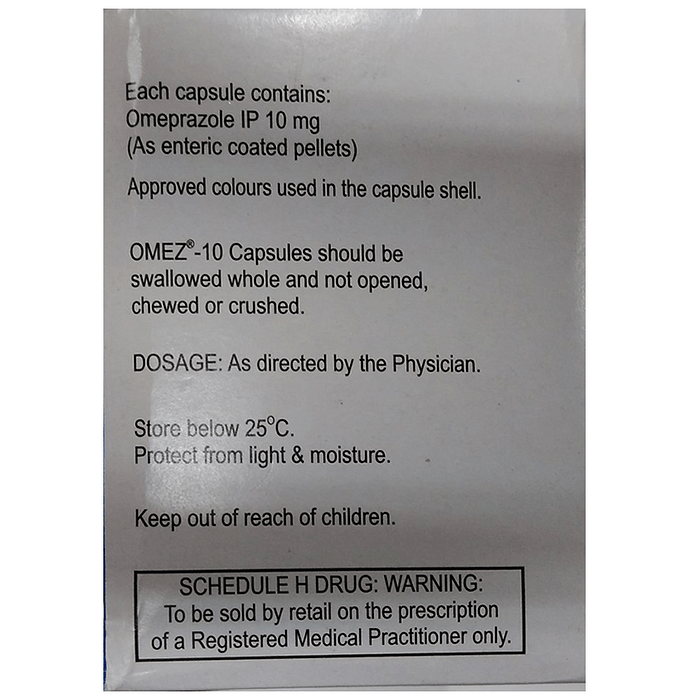 Each capsule contains:
Omeprazole IP 10 mg
(As enteric coated pellets)
Approved colours used in the capsule shell.
OMEZ®-10 Capsules should be
swallowed whole and not opened,
chewed or crushed.
DOSAGE: As directed by the Physician.
Store below 25°C.
Protect from light & moisture.
Keep out of reach of children.
SCHEDULE H DRUG: WARNING:
To be sold by retail on the prescription
of a Registered Medical Practitioner only.